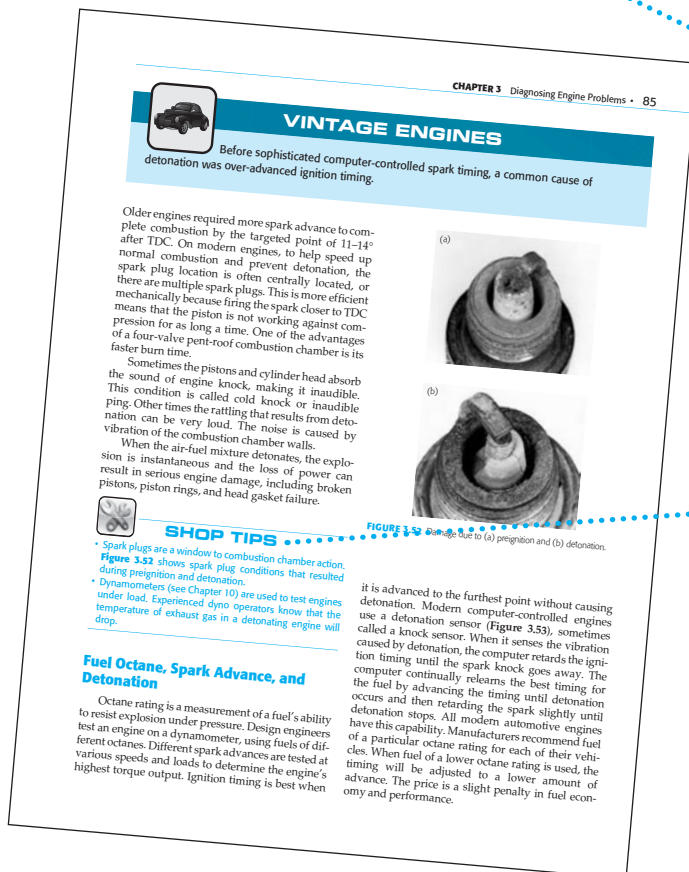 CHAPTER 3 Diagnosing Engine Problems • 85
VINTAGE ENGINES
Before sophisticated computer-controlled spark timing, a common cause of
detonation was over-advanced ignition timing.
Older engines required more spark advance to com-
plete combustion by the targeted point of 11–14°
after TDC. On modern engines, to help speed up
normal combustion and prevent detonation, the
spark plug location is often centrally located, or
there are multiple spark plugs. This is more efficient
mechanically because firing the spark closer to TDC
means that the piston is not working against com-
pression for as long a time. One of the advantages
of a four-valve pent-roof combustion chamber is its
faster burn time.
Sometimes the pistons and cylinder head absorb
the sound of engine knock, making it inaudible.
This condition is called cold knock or inaudible
ping. Other times the rattling that results from deto-
nation can be very loud. The noise is caused by
vibration of the combustion chamber walls.
When the air-fuel mixture detonates, the explo-
sion is instantaneous and the loss of power can
result in serious engine damage, including broken
pistons, piston rings, and head gasket failure.
(a)
(b)
FIGURE 3.52 Damage due to (a) preignition and (b) detonation.
SHOP TIPS
• Spark plugs are a window to combustion chamber action.
Figure 3.52 shows spark plug conditions that resulted
during preignition and detonation.
• Dynamometers (see Chapter 10) are used to test engines
under load. Experienced dyno operators know that the
temperature of exhaust gas in a detonating engine will
drop.
Fuel Octane, Spark Advance, and
Detonation
Octane rating is a measurement of a fuel's ability
to resist explosion under pressure. Design engineers
test an engine on a dynamometer, using fuels of dif-
ferent octanes. Different spark advances are tested at
various speeds and loads to determine the engine's
highest torque output. Ignition timing is best when
it is advanced to the furthest point without causing
detonation. Modern computer-controlled engines
use a detonation sensor (Figure 3.53), sometimes
called a knock sensor. When it senses the vibration
caused by detonation, the computer retards the igni-
tion timing until the spark knock goes away. The
computer continually relearns the best timing for
the fuel by advancing the timing until detonation
occurs and then retarding the spark slightly until
detonation stops. All modern automotive engines
have this capability. Manufacturers recommend fuel
of a particular octane rating for each of their vehi-
cles. When fuel of a lower octane rating is used, the
timing will be adjusted to a lower amount of
advance. The price is a slight penalty in fuel econ-
omy and performance.